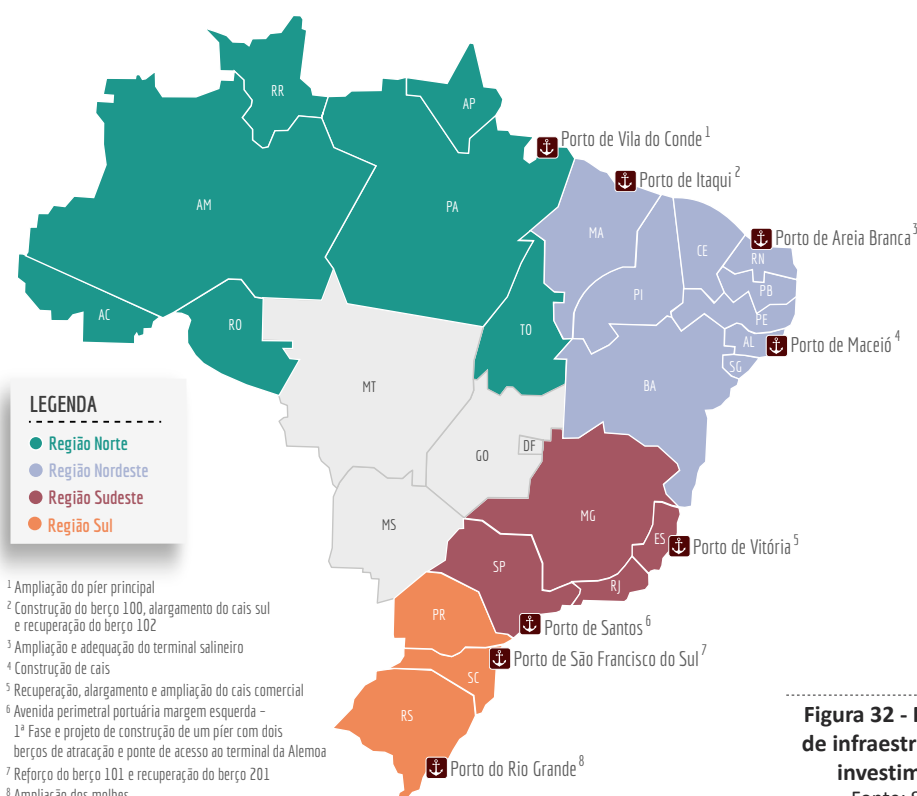 RR
AP
Porto de Vila do Conde 1
Porto de Itaqui 2
AM
PA
MA
CE
Porto de Areia Branca 3
RN
PB
PI
PE
AC
RO
TO
AL
Porto de Maceió 4
SG
BA
MT
LEGENDA
Região Norte
Região Nordeste
Região Sudeste
Região Sul
GO
DF
MS
MG
ES
Porto de Vitória 5
SP
RJ
PR
Porto de Santos 6
Porto de São Francisco do Sul 7
SC
RS
Porto do Rio Grande 8
1 Ampliação do píer principal
2 Construção do berço 100, alargamento do cais sul
e recuperação do berço 102
3 Ampliação e adequação do terminal salineiro
4 Construção de cais
5 Recuperação, alargamento e ampliação do cais comercial
6 Avenida perimetral portuária margem esquerda –
1ª Fase e projeto de construção de um píer com dois
berços de atracação e ponte de acesso ao terminal da Alemoa
7 Reforço do berço 101 e recuperação do berço 201
8 Ampliação dos molhes
Figura 32 -
de infraestr
investim
Fonte: